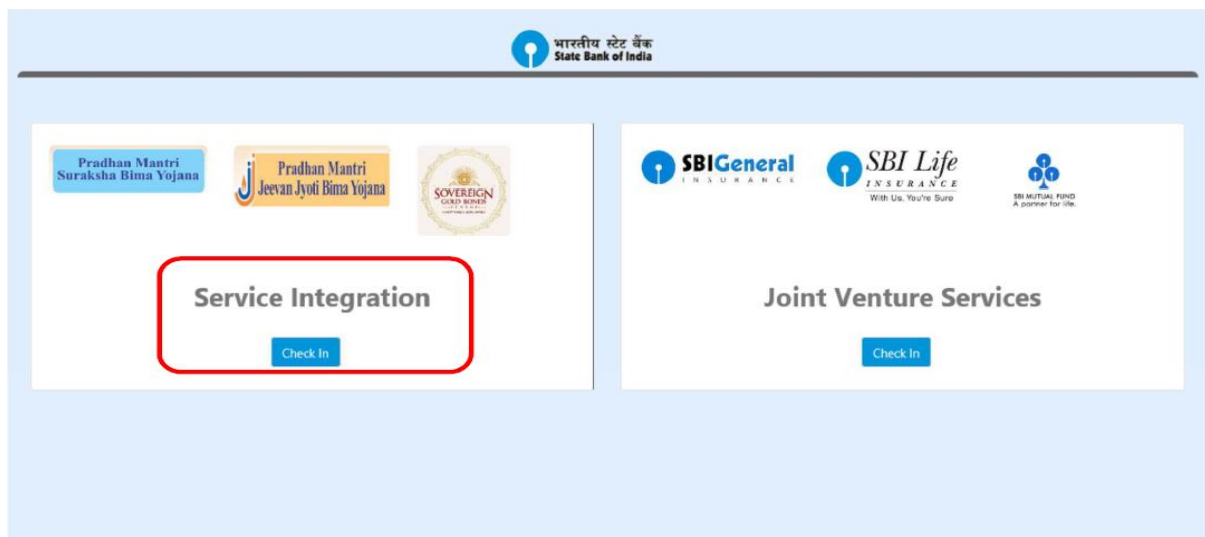 भारतीय स्टेट बैंक
State Bank of India
Pradhan Mantri
Suraksha Bima Yojana
Pradhan Mantri
Jeevan Jyoti Bima Yojana
SOVEREIGN
GOLD BONDS
SBIGeneral
INSURANCE
SBI Life
INSURANCE
With Us, You're Sure
SBI MUTUAL FUND
A partner for life.
Service Integration
Check In
Joint Venture Services
Check In